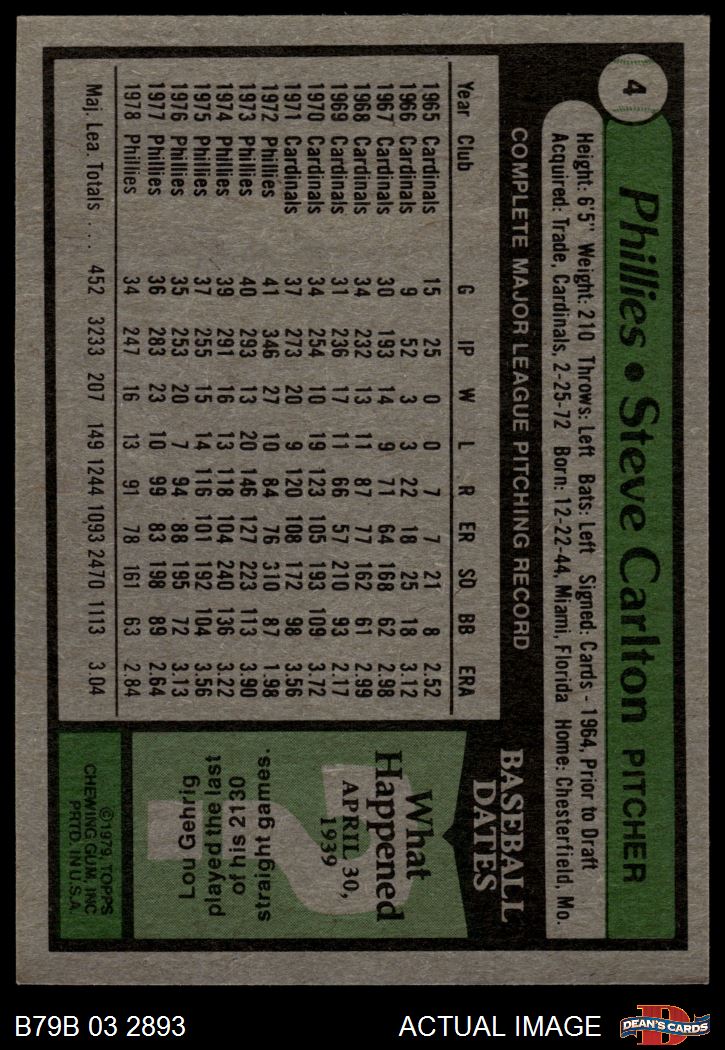 4
Phillies • Steve Carlton PITCHER
Height: 6'5" Weight: 210 Throws: Left Bats: Left Signed: Cards - 1964, Prior to Draft
Acquired: Trade, Cardinals, 2-25-72 Born: 12-22-44, Miami, Florida Home: Chesterfield, Mo.
COMPLETE MAJOR LEAGUE PITCHING RECORD
Year Club G IP W L R ER SO BB ERA
1965 Cardinals 15 25 0 0 7 7 21 8 2.52
1966 Cardinals 9 52 3 3 22 18 25 18 3.12
1967 Cardinals 30 193 14 9 71 64 168 62 2.98
1968 Cardinals 34 232 13 11 87 77 162 61 2.99
1969 Cardinals 31 236 17 11 66 57 210 93 2.17
1970 Cardinals 34 254 10 19 123 105 193 109 3.72
1971 Cardinals 37 273 20 9 120 108 172 98 3.56
1972 Phillies 41 346 27 10 84 76 310 87 1.98
1973 Phillies 40 293 13 20 146 127 223 113 3.90
1974 Phillies 39 291 16 13 118 104 240 136 3.22
1975 Phillies 37 255 15 14 116 101 192 104 3.56
1976 Phillies 35 253 20 7 94 88 195 72 3.13
1977 Phillies 36 283 23 10 99 83 198 89 2.64
1978 Phillies 34 247 16 13 91 78 161 63 2.84
Maj. Lea. Totals . . . 452 3233 207 149 1244 1093 2470 1113 3.04
BASEBALL
DATES
What
Happened
APRIL 30,
1939
?
Lou Gehrig
played the last
of his 2130
straight games.
©1979, TOPPS
CHEWING GUM, INC
PRTD. IN U.S.A.
B79B 03 2893
ACTUAL IMAGE
D
DEAN'S CARDS